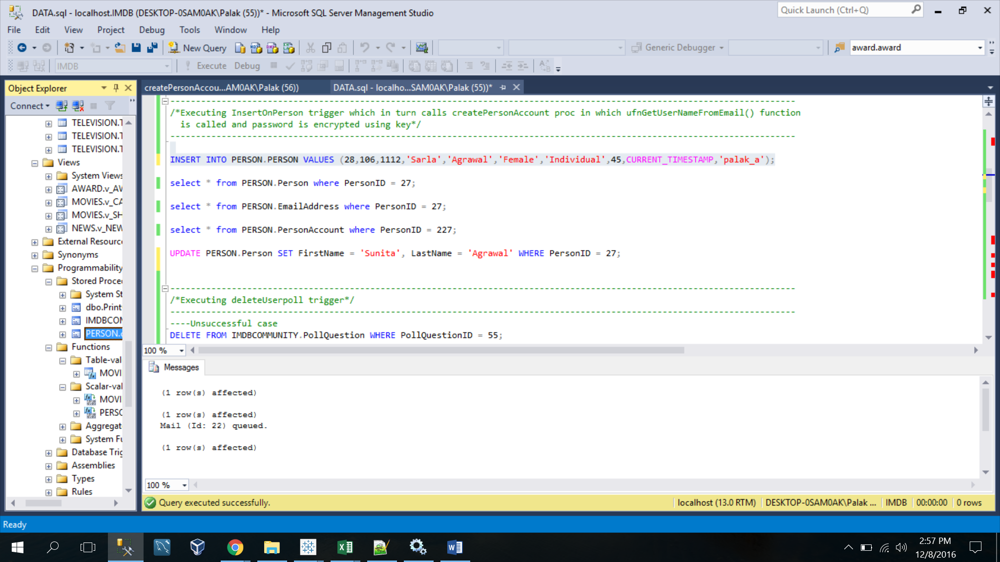 DATA.sql - localhost.IMDB (DESKTOP-0SAM0AK\Palak (55))* - Microsoft SQL Server Management Studio
Quick Launch (Ctrl+Q)
File Edit View Project Debug Tools Window Help
New Query
Generic Debugger
award.award
IMDB
Execute Debug
Object Explorer
createPersonAccou...AM0AK\Palak (56))
DATA.sql - localho...SAM0AK\Palak (55))*
Connect
TELEVISION.T
TELEVISION.T
TELEVISION.T
Views
System Views
AWARD.v_AW
MOVIES.v_CA
MOVIES.v_SH
NEWS.v_NEW
External Resource
Synonyms
Programmability
Stored Proce
System St
dbo.Print
IMDBCOM
PERSON.c
Functions
Table-val
MOVI
Scalar-val
MOVI
PERSO
Aggregat
System Fu
Database Trig
Assemblies
Types
Rules
/*Executing InsertOnPerson trigger which in turn calls createPersonAccount proc in which ufnGetUserNameFromEmail() function
is called and password is encrypted using key*/
INSERT INTO PERSON.PERSON VALUES (28,106,1112,'Sarla','Agrawal','Female','Individual',45,CURRENT_TIMESTAMP,'palak_a');
select * from PERSON.Person where PersonID = 27;
select * from PERSON.EmailAddress where PersonID = 27;
select * from PERSON.PersonAccount where PersonID = 227;
UPDATE PERSON.Person SET FirstName = 'Sunita', LastName = 'Agrawal' WHERE PersonID = 27;
/*Executing deleteUserpoll trigger*/
----Unsuccessful case
DELETE FROM IMDBCOMMUNITY.PollQuestion WHERE PollQuestionID = 55;
100 %
Messages
(1 row(s) affected)
(1 row(s) affected)
Mail (Id: 22) queued.
(1 row(s) affected)
100 %
Query executed successfully.
localhost (13.0 RTM) DESKTOP-0SAM0AK\Palak ... IMDB 00:00:00 0 rows
Ready
2:57 PM
12/8/2016